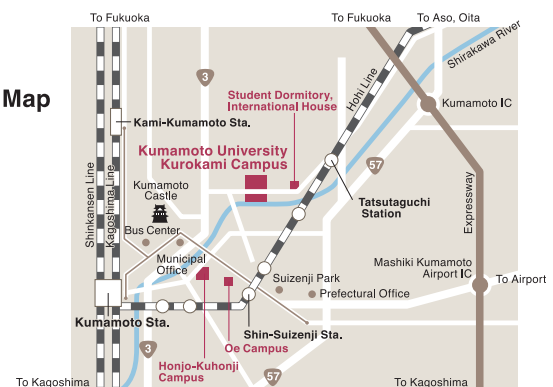 To Fukuoka
To Fukuoka
To Aso, Oita
Shirakawa River
Map
3
Hohi Line
Student Dormitory,
International House
Kumamoto IC
Kami-Kumamoto Sta.
Kumamoto University
Kurokami Campus
57
Shinkansen Line
Kagoshima Line
Kumamoto
Castle
Tatsutaguchi
Station
Expressway
Bus Center
Municipal
Office
Mashiki Kumamoto
Airport IC
To Airport
Suizenji Park
Prefectural Office
Kumamoto Sta.
Shin-Suizenji Sta.
Oe Campus
3
Honjo-Kuhonji
Campus
57
To Kagoshima
To Kagoshima